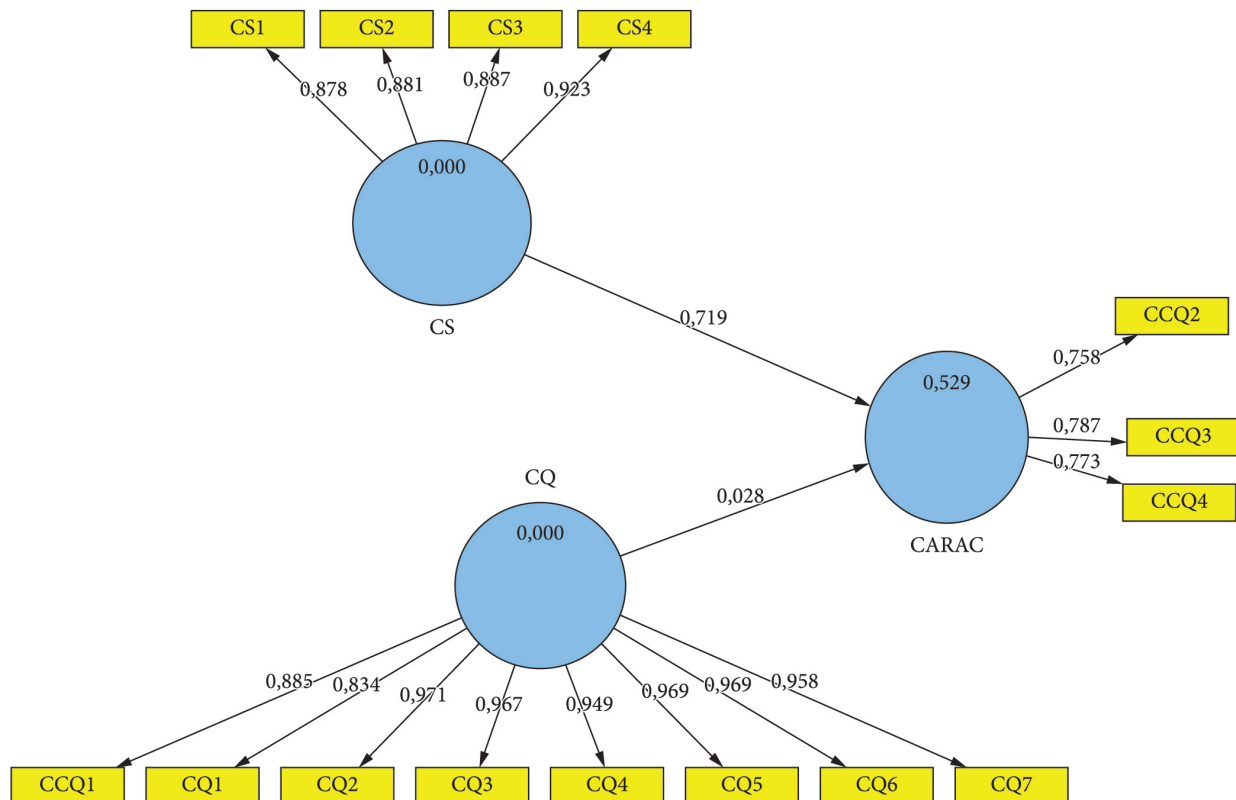 CS1 CS2 CS3 CS4
0,878 0,881 0,887 0,923
0,000
CS
0,719
CCQ2
0,758
0,529
0,787 CCQ3
0,773
CCQ4
CARAC
CQ
0,028
0,000
0,885 0,834 0,971 0,967 0,949 0,969 0,969 0,958
CCQ1 CQ1 CQ2 CQ3 CQ4 CQ5 CQ6 CQ7